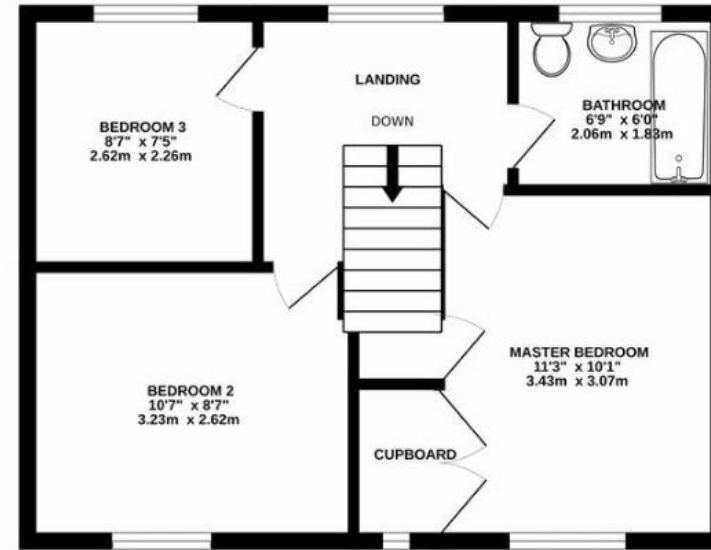 LANDING
DOWN
BATHROOM
6'9" x 6'0"
2.06m x 1.83m
BEDROOM 3
8'7" x 7'5"
2.62m x 2.26m
MASTER BEDROOM
11'3" x 10'1"
3.43m x 3.07m
BEDROOM 2
10'7" x 8'7"
3.23m x 2.62m
CUPBOARD